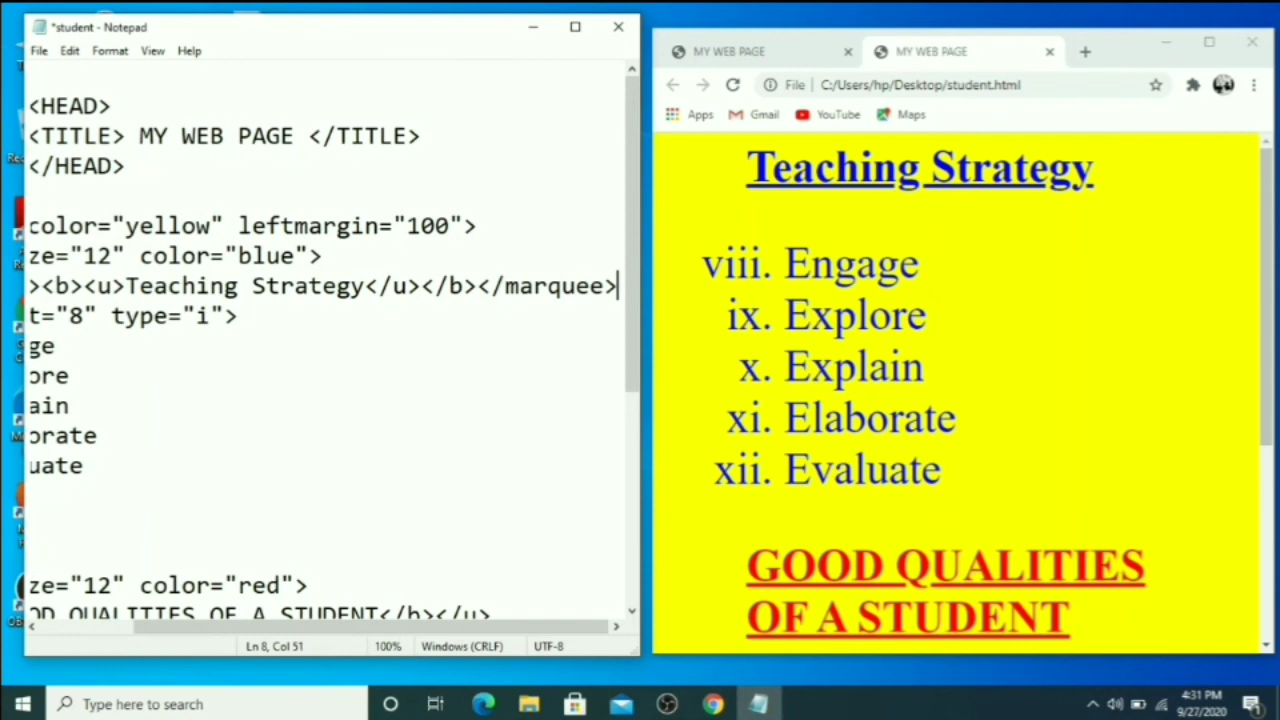 *student - Notepad
File Edit Format View Help
<HEAD>
<TITLE> MY WEB PAGE </TITLE>
</HEAD>
color="yellow" leftmargin="100">
ze="12" color="blue">
><b><u>Teaching Strategy</u></b></marquee>
t="8" type="i">
ge
ore
ain
orate
uate
ze="12" color="red">
OD QUALITIES OF A STUDENT</b></u>
Ln 8, Col 51 100% Windows (CRLF) UTF-8
MY WEB PAGE MY WEB PAGE
File C:/Users/hp/Desktop/student.html
Apps Gmail YouTube Maps
Teaching Strategy
viii. Engage
ix. Explore
x. Explain
xi. Elaborate
xii. Evaluate
GOOD QUALITIES
OF A STUDENT
Type here to search
4:31 PM
9/27/2020